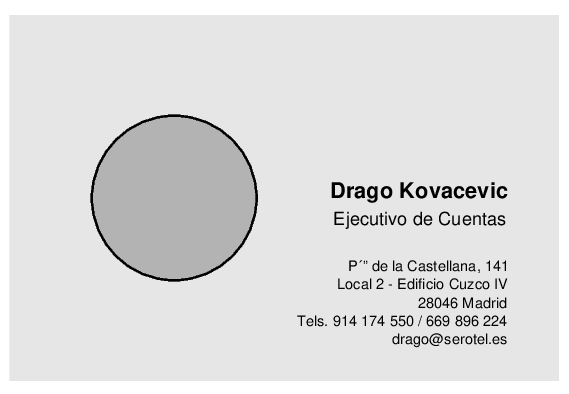 Drago Kovacevic
Ejecutivo de Cuentas
P´” de la Castellana, 141
Local 2 - Edificio Cuzco IV
28046 Madrid
Tels. 914 174 550 / 669 896 224
drago@serotel.es